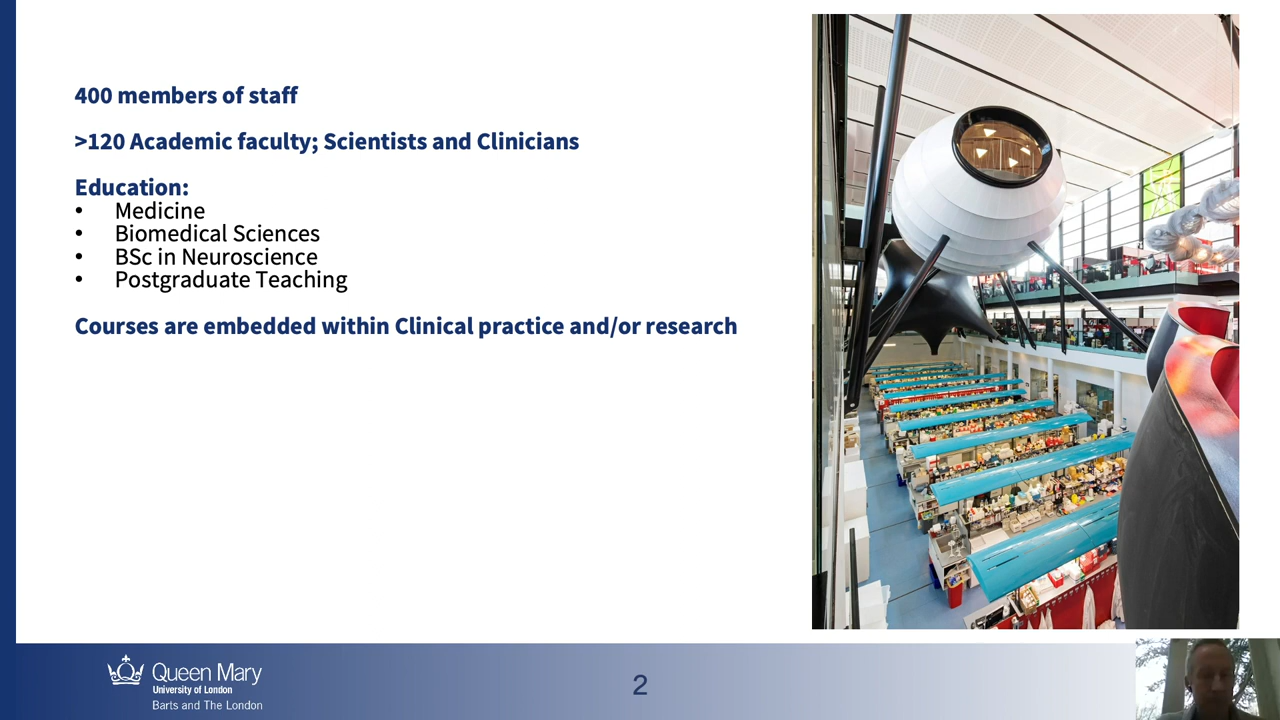 400 members of staff
>120 Academic faculty; Scientists and Clinicians
Education:
• Medicine
• Biomedical Sciences
• BSc in Neuroscience
• Postgraduate Teaching
Courses are embedded within Clinical practice and/or research
Queen Mary
University of London
Barts and The London
2